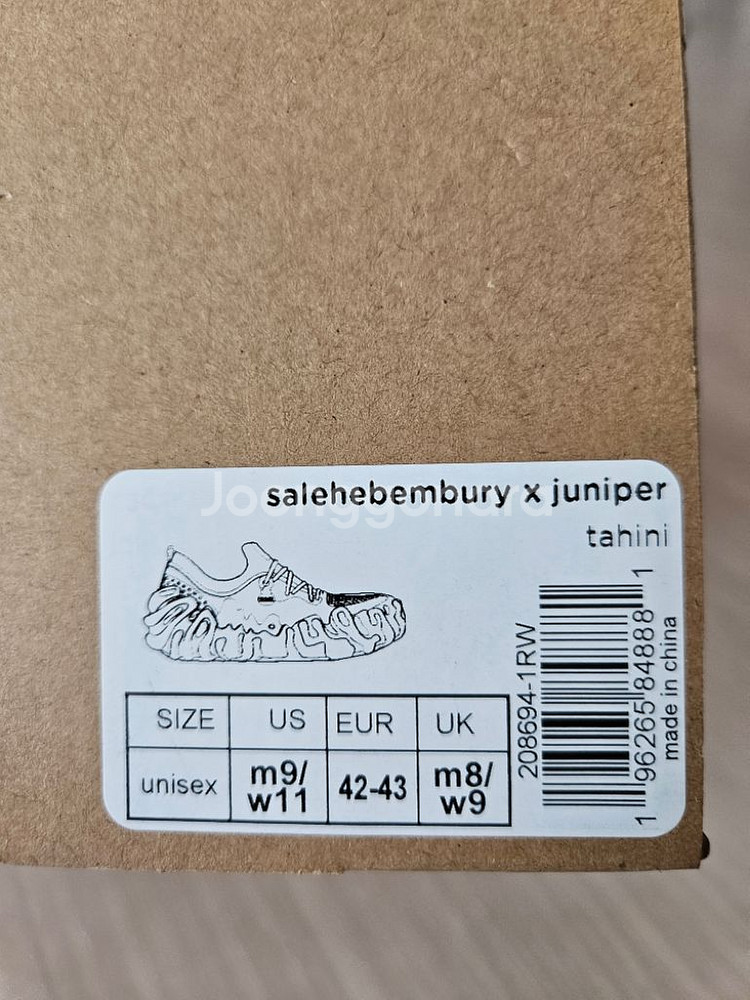 salehebembury x juniper
Joonggonara
tahini
SIZE US EUR UK
unisex m9/ w11 42-43 m8/ w9
208694-1RW
1 96265 84888 1
made in china